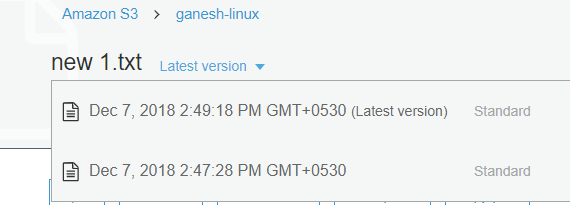 Amazon S3 > ganesh-linux
new 1.txt Latest version
Dec 7, 2018 2:49:18 PM GMT+0530 (Latest version) Standard
Dec 7, 2018 2:47:28 PM GMT+0530 Standard